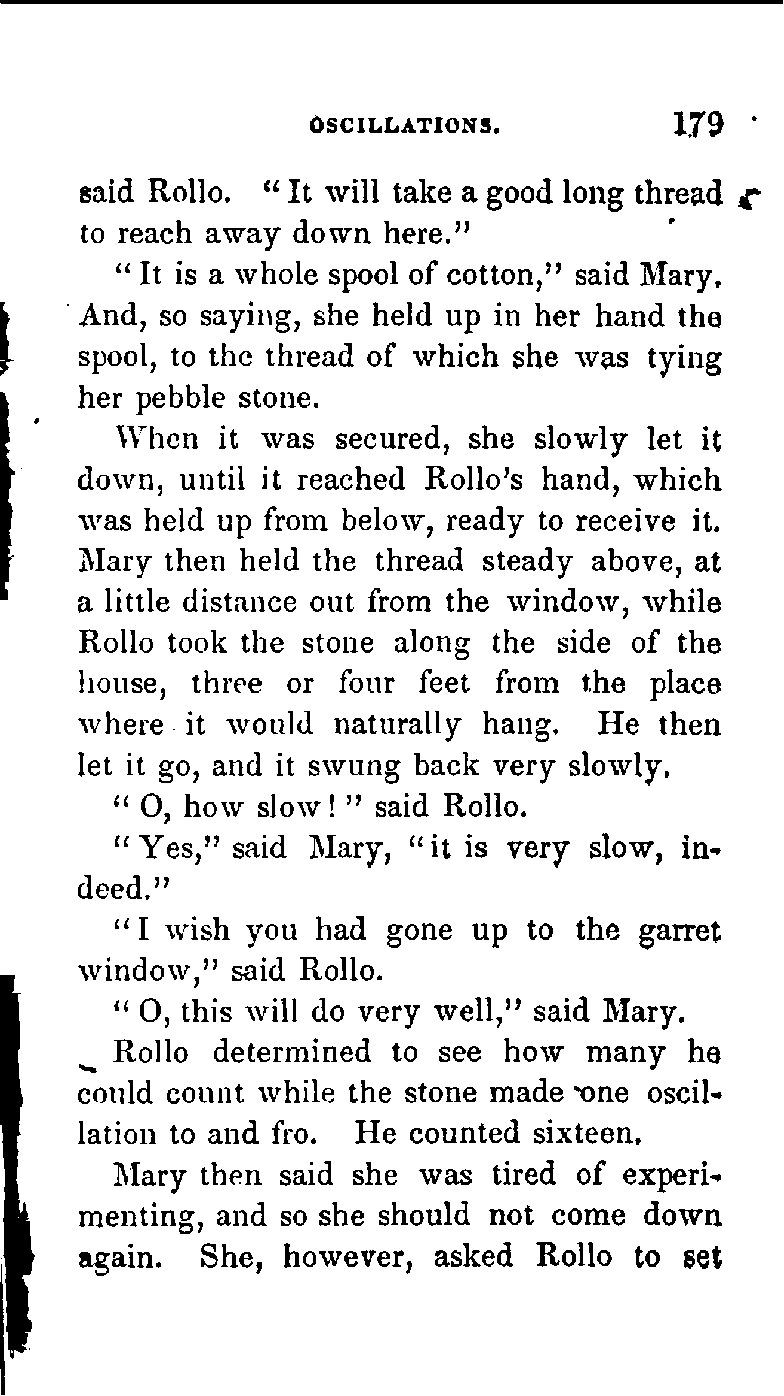 OSCILLATIONS. 179
said Rollo. “ It will take a good long thread
to reach away down here.”
“ It is a whole spool of cotton,” said Mary.
And, so saying, she held up in her hand the
spool, to the thread of which she was tying
her pebble stone.
When it was secured, she slowly let it
down, until it reached Rollo’s hand, which
was held up from below, ready to receive it.
Mary then held the thread steady above, at
a little distance out from the window, while
Rollo took the stone along the side of the
house, three or four feet from the place
where it would naturally hang. He then
let it go, and it swung back very slowly.
“ O, how slow! ” said Rollo.
“ Yes,” said Mary, “it is very slow, in-
deed.”
“I wish you had gone up to the garret
window,” said Rollo.
“ O, this will do very well,” said Mary.
Rollo determined to see how many he
could count while the stone made one oscil-
lation to and fro. He counted sixteen.
Mary then said she was tired of experi-
menting, and so she should not come down
again. She, however, asked Rollo to set